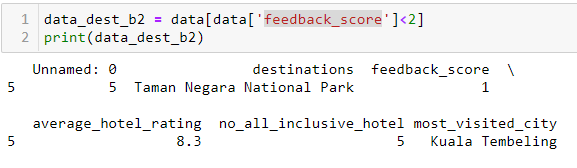 1 data_dest_b2 = data[data['feedback_score']<2]
2 print(data_dest_b2)
Unnamed: 0 destinations feedback_score \
5 5 Taman Negara National Park 1
average_hotel_rating no_all_inclusive_hotel most_visited_city
5 8.3 5 Kuala Tembeling